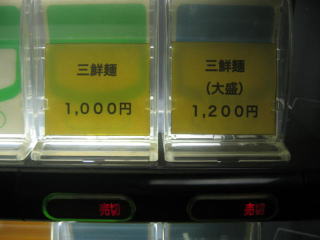 三鮮麺
1,000円
三鮮麺
(大盛)
1,200円
売切
売切